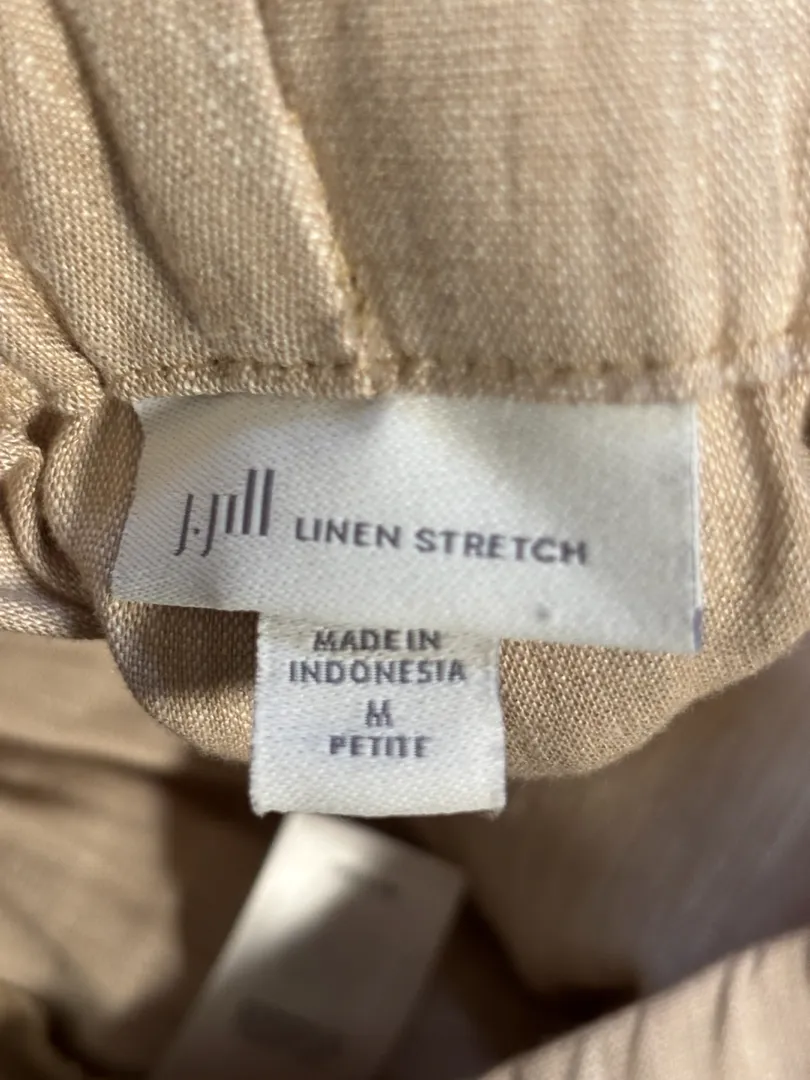 J.Jill LINEN STRETCH
MADE IN
INDONESIA
M
PETITE